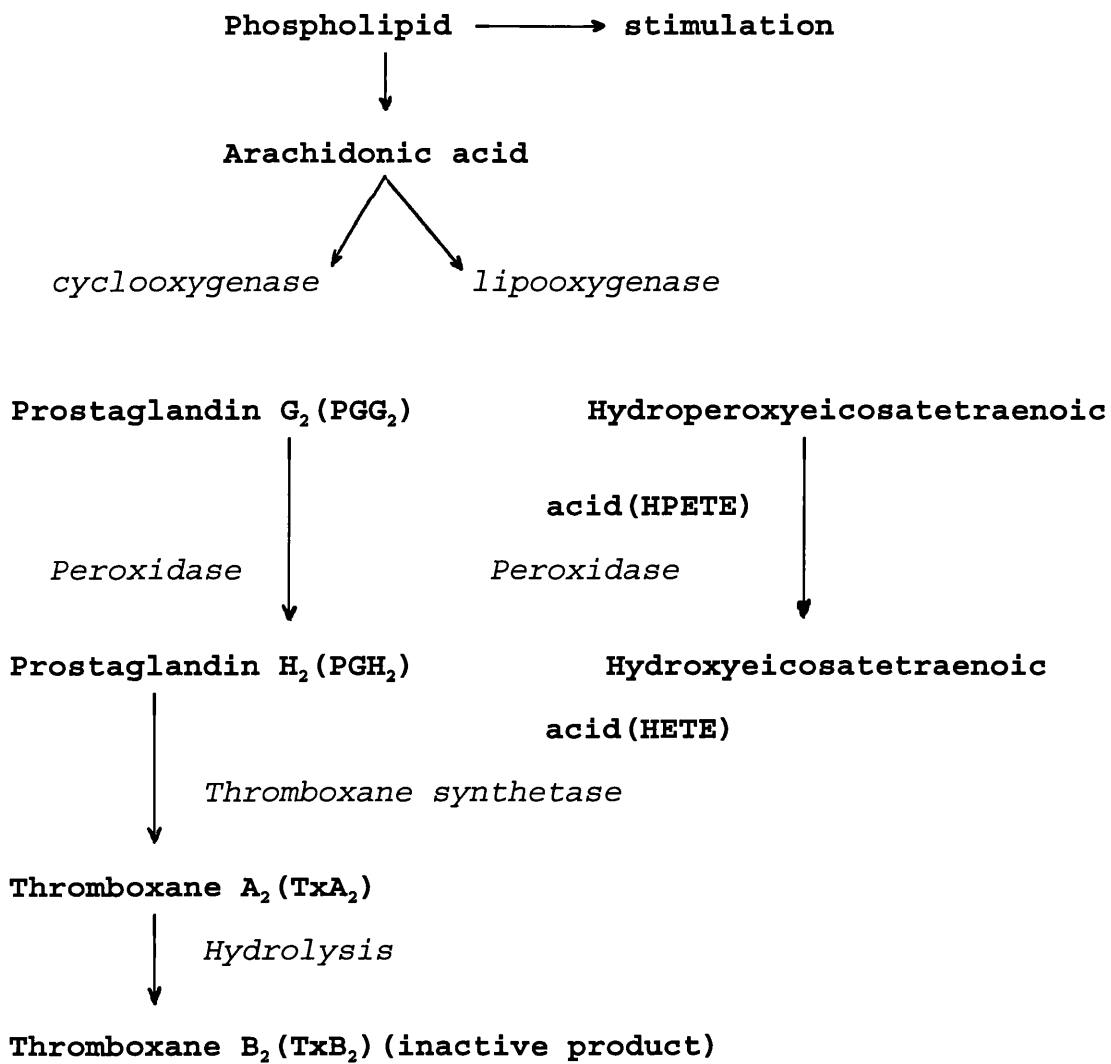 Phospholipid stimulation
Arachidonic acid
cyclooxygenase lipooxygenase
Prostaglandin G₂(PGG₂) Hydroperoxyeicosatetraenoic
acid(HPETE)
Peroxidase Peroxidase
Prostaglandin H₂(PGH₂) Hydroxyeicosatetraenoic
acid(HETE)
Thromboxane synthetase
Thromboxane A₂(TxA₂)
Hydrolysis
Thromboxane B₂(TxB₂)(inactive product)